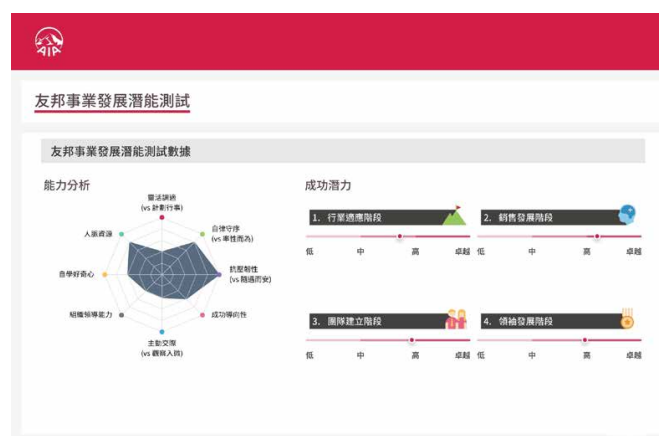 AIA
友邦事業發展潛能測試
友邦事業發展潛能測試數據
能力分析
靈活調適
(vs 計劃行事)
自律守序
(vs 率性而為)
抗壓韌性
(vs 隨遇而安)
成功導向性
主動交際
(vs 觀察入微)
組織領導能力
自學好奇心
人脈資源
成功潛力
1. 行業適應階段
低 中 高 卓越
2. 銷售發展階段
低 中 高 卓越
3. 團隊建立階段
低 中 高 卓越
4. 領袖發展階段
低 中 高 卓越